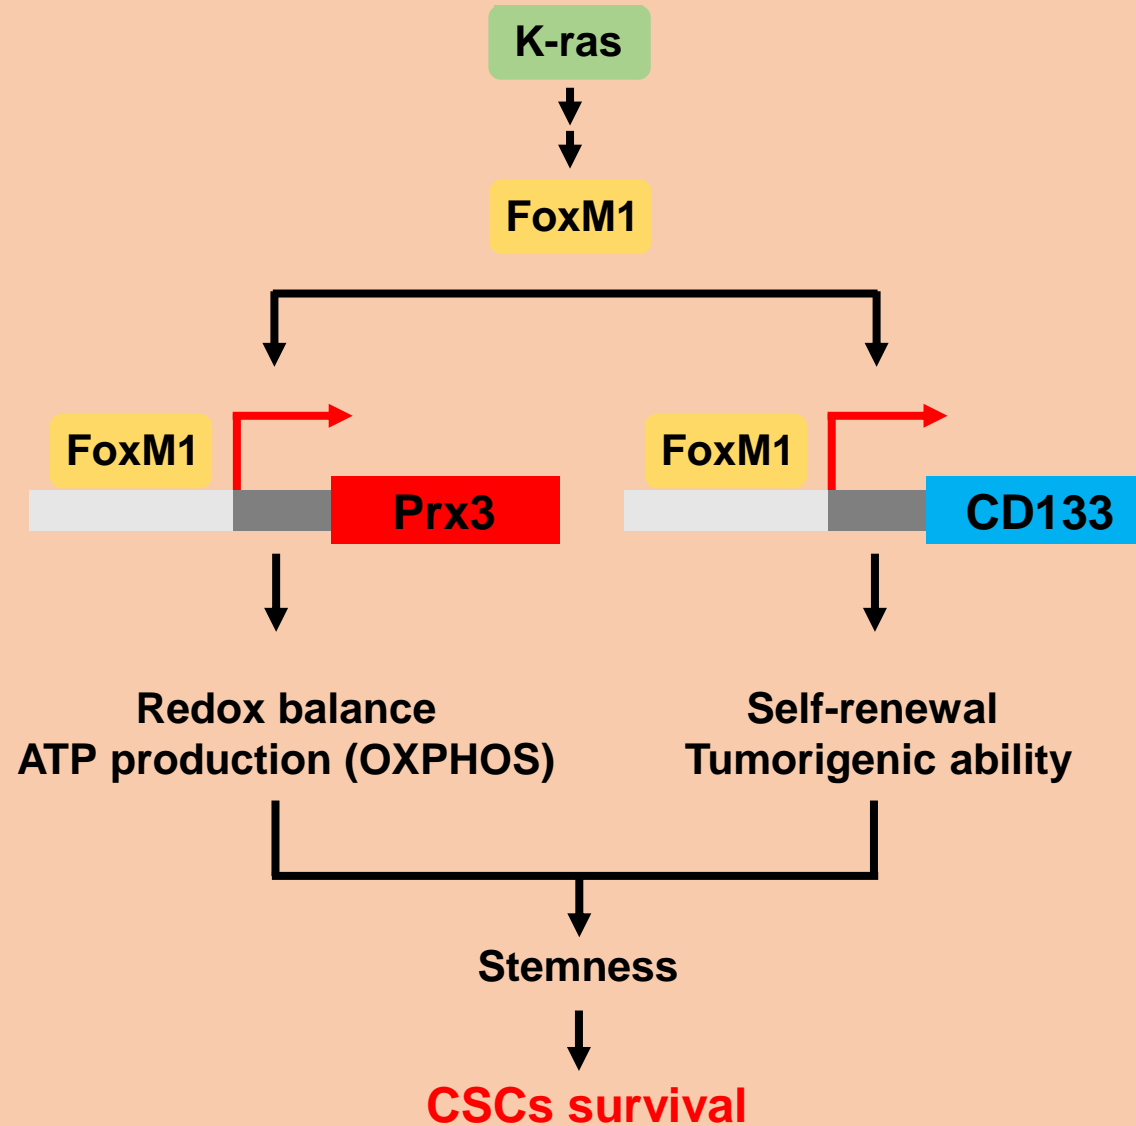 K-ras
FoxM1
FoxM1
Prx3
FoxM1
CD133
Redox balance
ATP production (OXPHOS)
Self-renewal
Tumorigenic ability
Stemness
CSCs survival